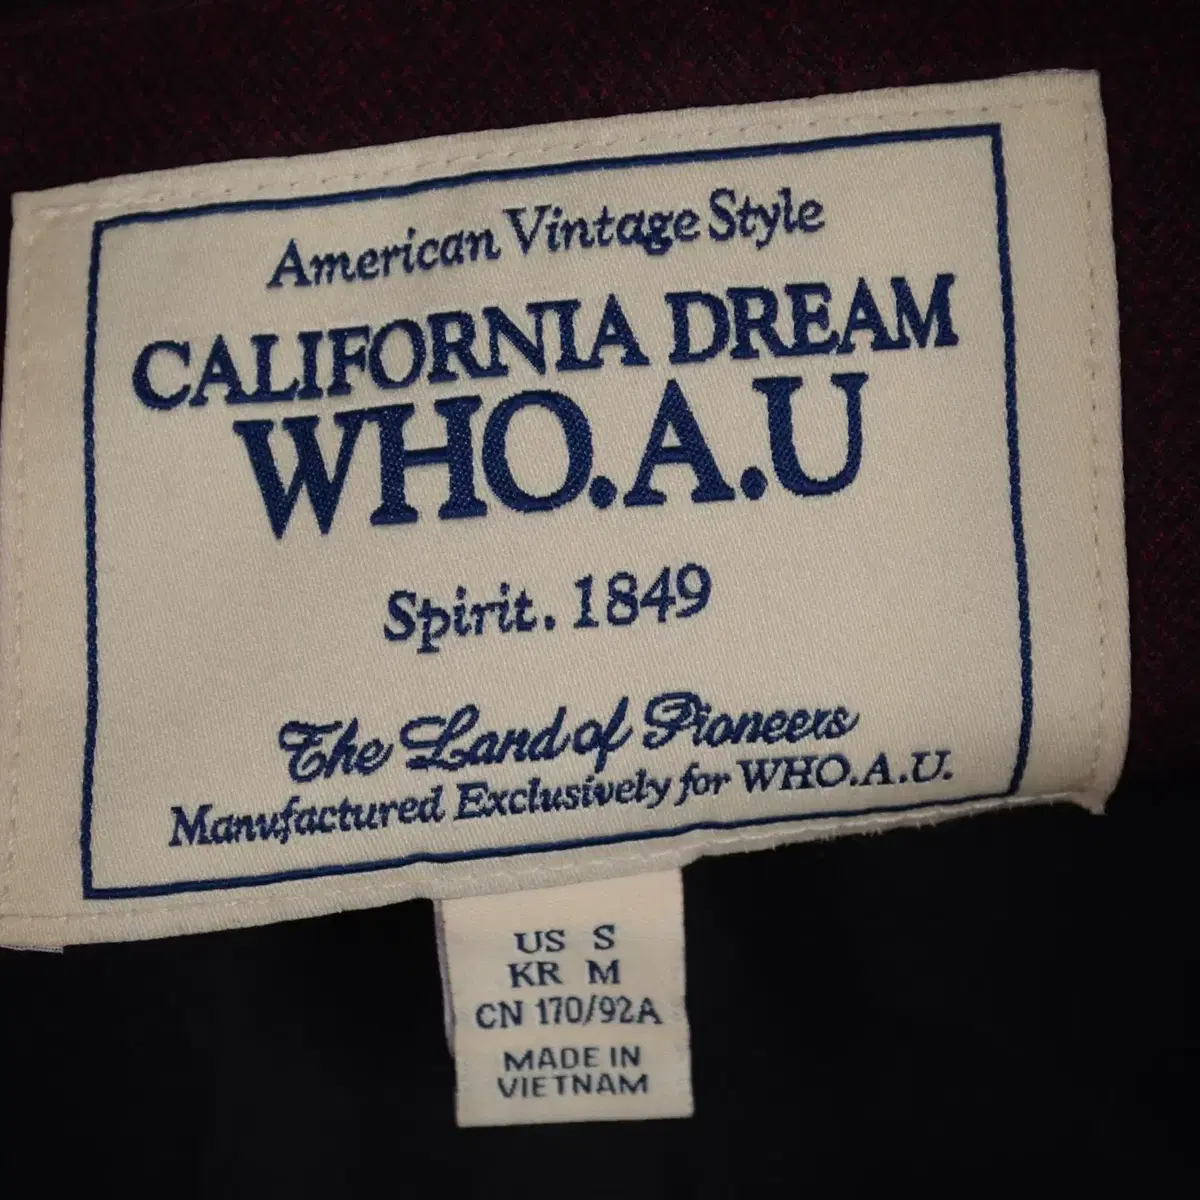 American Vintage Style
CALIFORNIA DREAM
WHO.A.U
Spirit. 1849
The Land of Pioneers
Manufactured Exclusively for WHO.A.U.
US S
KR M
CN 170/92A
MADE IN
VIETNAM